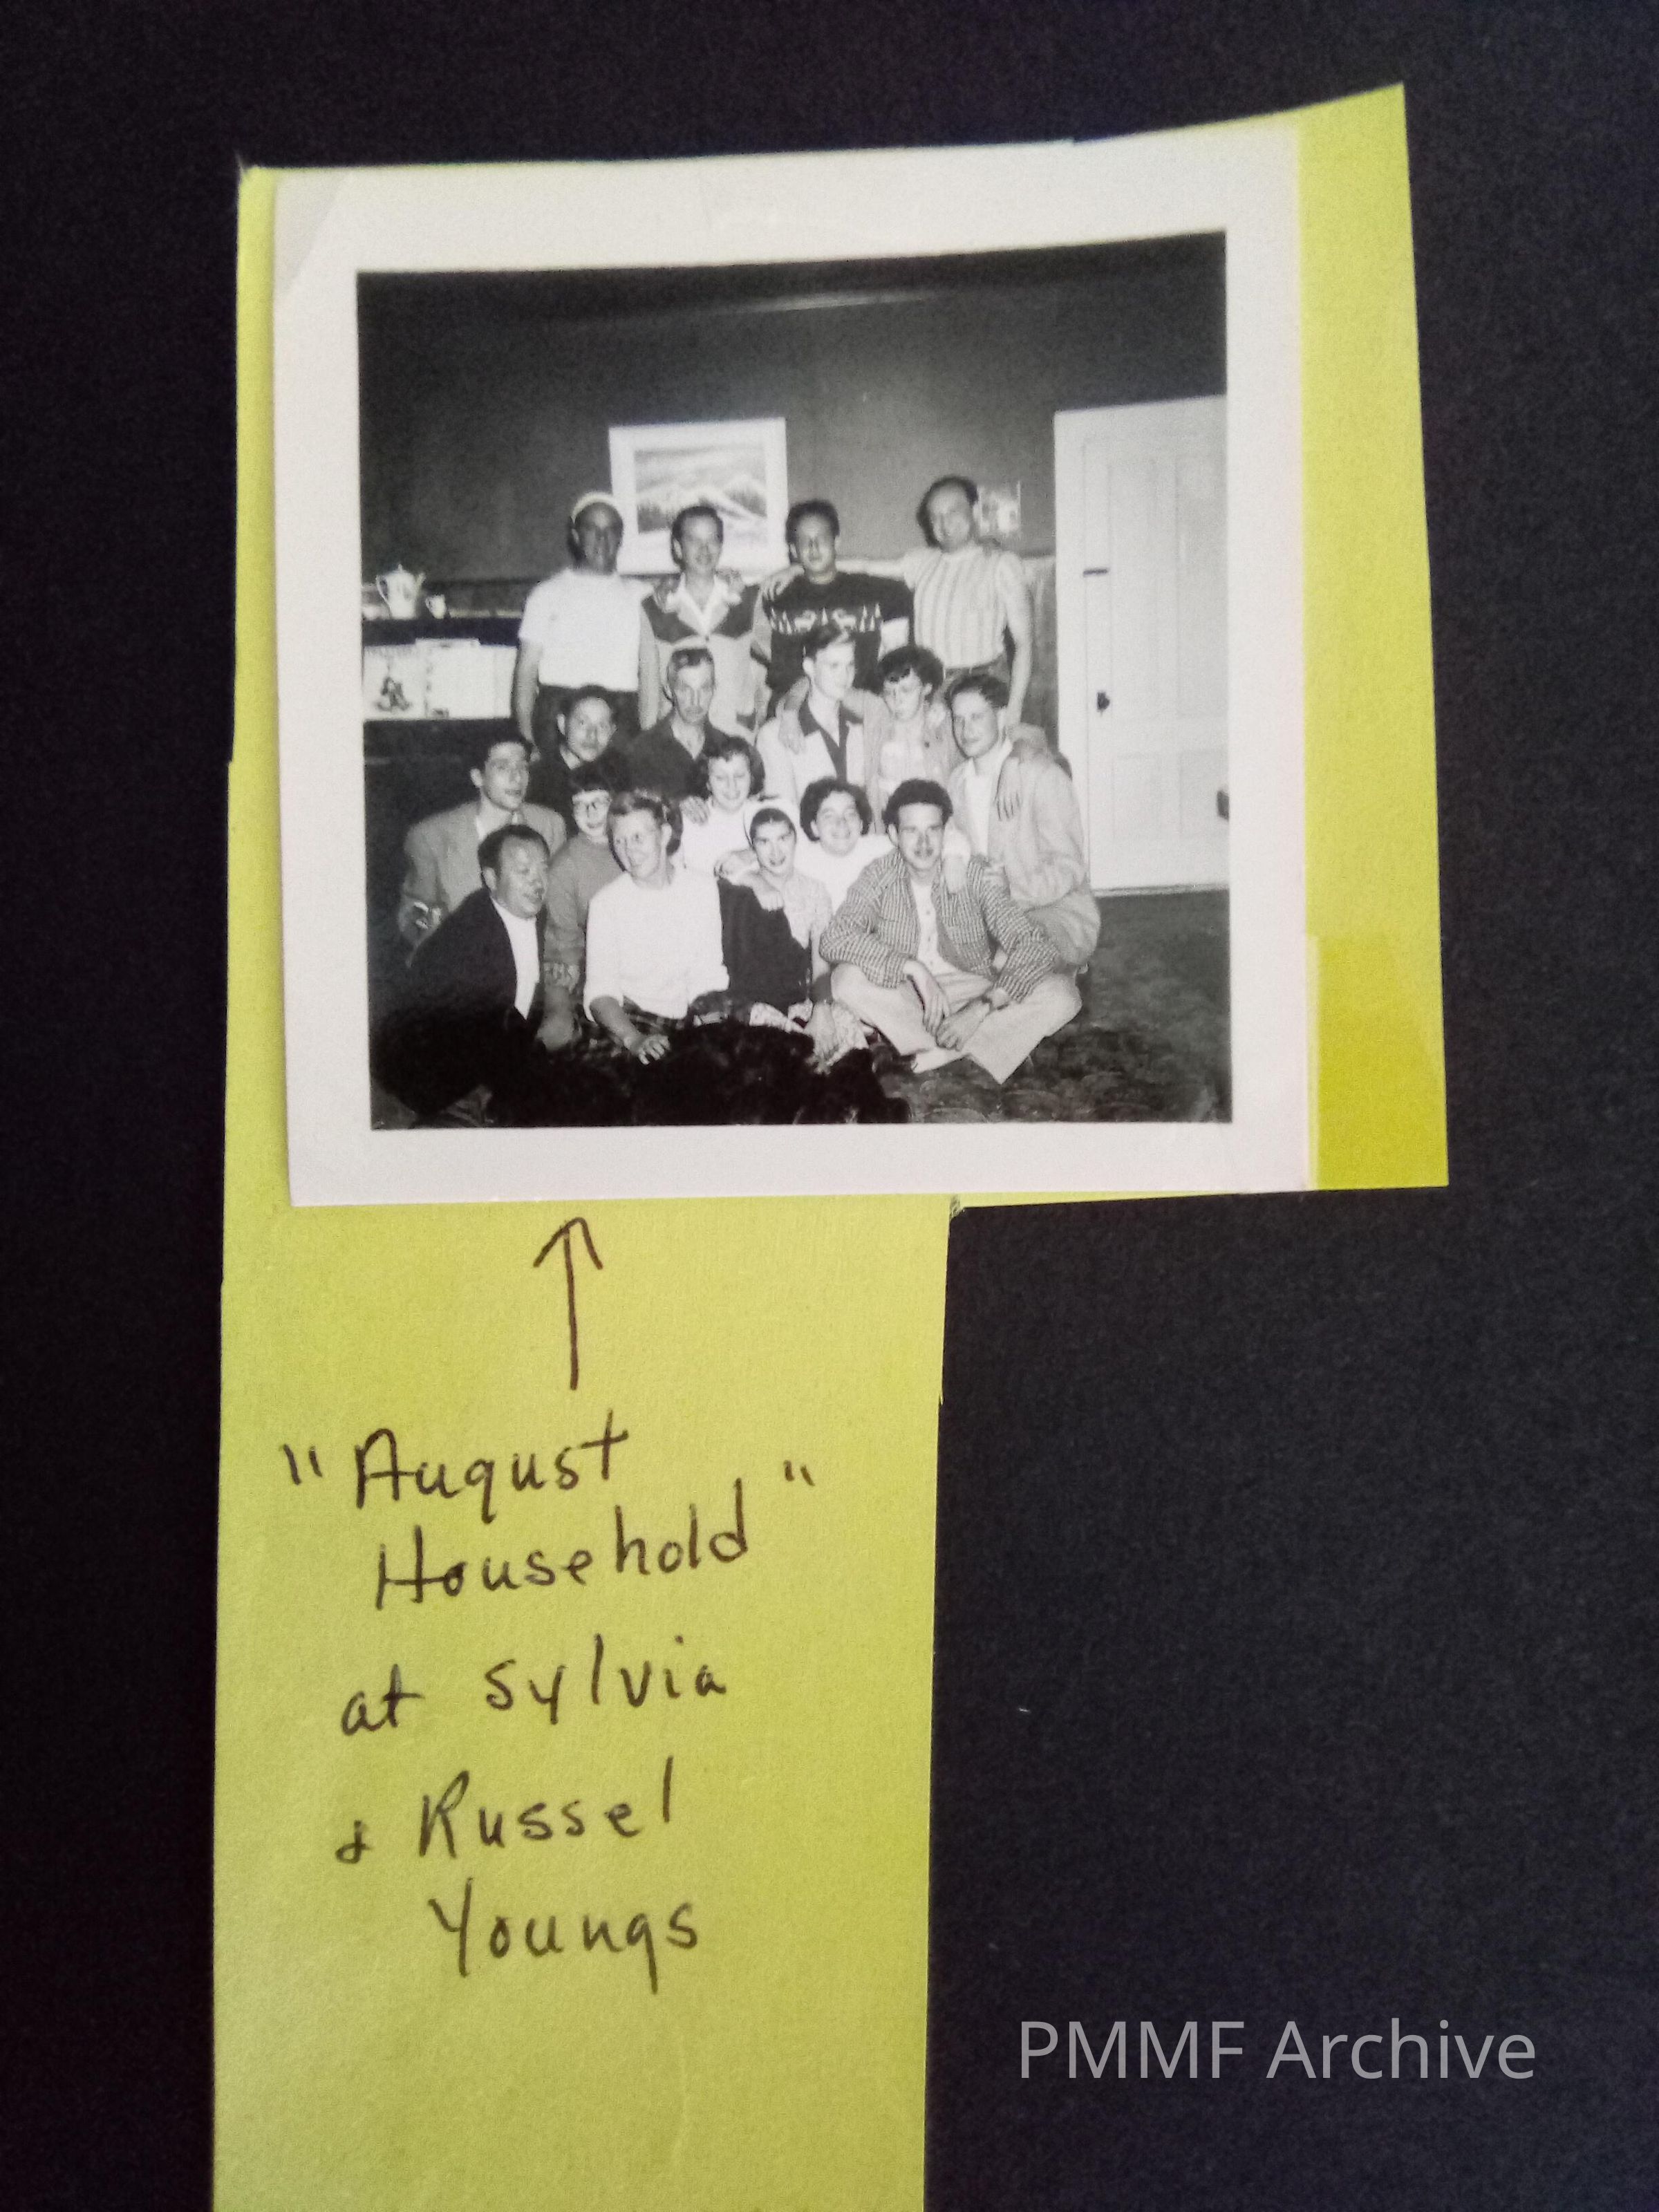 "August
Household"
at Sylvia
& Russel
Youngs
PMMF Archive